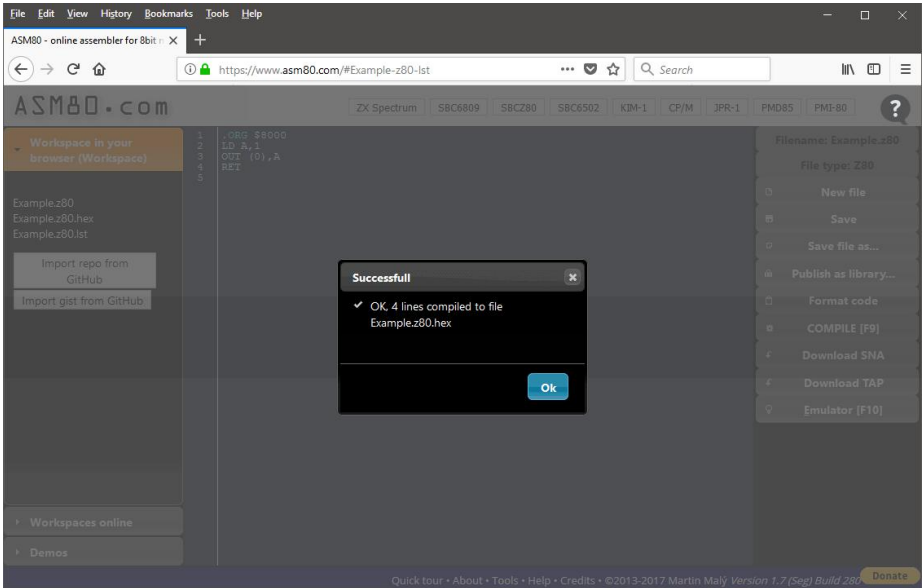 File Edit View History Bookmarks Tools Help
ASM80 - online assembler for 8bit
https://www.asm80.com/#Example-z80-lst
Search
ASM80.com
ZX Spectrum SBC6809 SBCZ80 SBC6502 KIM-1 CP/M JPR-1 PMD85 PMI-80 ?
Workspace in your
browser (Workspace)
Example.z80
Example.z80.hex
Example.z80.lst
Import repo from
GitHub
Import gist from GitHub
Workspaces online
Demos
1 .ORG $8000
2 LD A,1
3 OUT (0),A
4 RET
5
Successfull
OK, 4 lines compiled to file
Example.z80.hex
Ok
Filename: Example.z80
File type: Z80
New file
Save
Save file as...
Publish as library...
Format code
COMPILE [F9]
Download SNA
Download TAP
Emulator [F10]
Quick tour • About • Tools • Help • Credits • ©2013-2017 Martin Malý Version 1.7 (Seg) Build 280
Donate